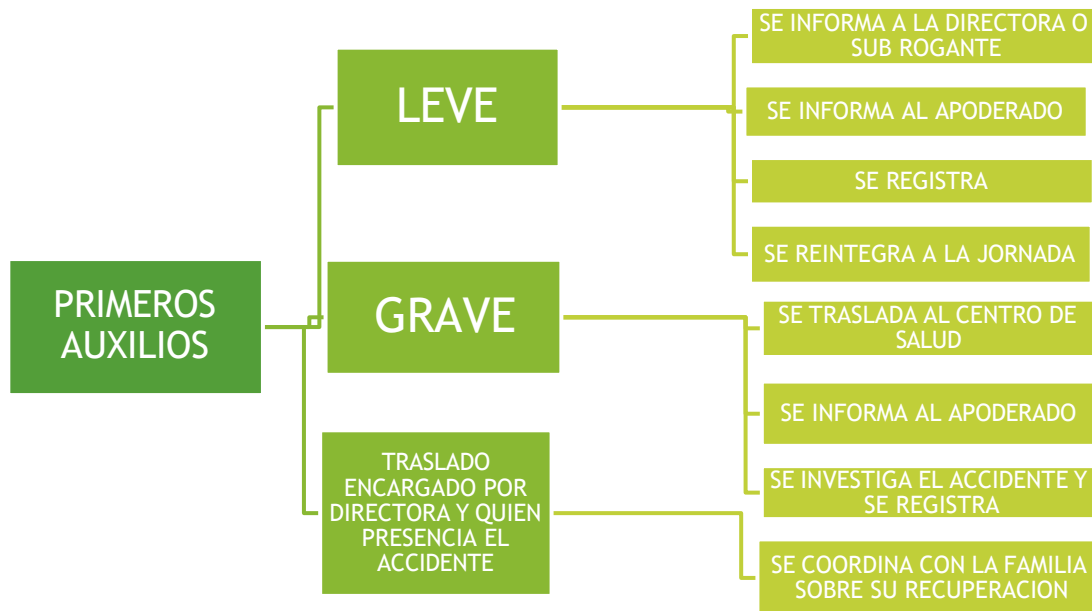 PRIMEROS
AUXILIOS
LEVE
SE INFORMA A LA DIRECTORA O
SUB ROGANTE
SE INFORMA AL APODERADO
SE REGISTRA
SE REINTEGRA A LA JORNADA
GRAVE
SE TRASLADA AL CENTRO DE
SALUD
SE INFORMA AL APODERADO
SE INVESTIGA EL ACCIDENTE Y
SE REGISTRA
TRASLADO
ENCARGADO POR
DIRECTORA Y QUIEN
PRESENCIA EL
ACCIDENTE
SE COORDINA CON LA FAMILIA
SOBRE SU RECUPERACION